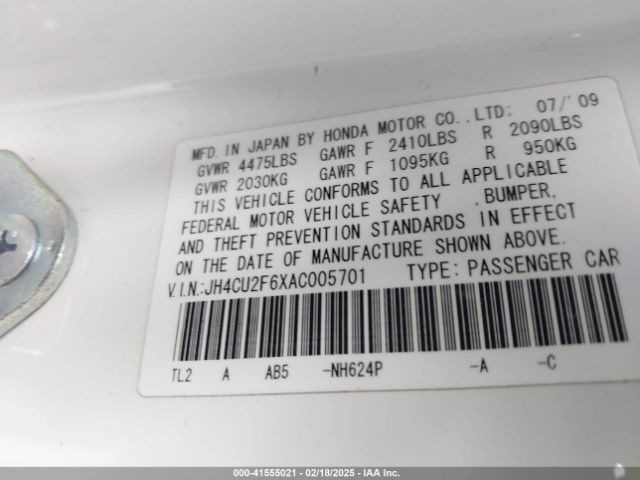 MFD. IN JAPAN BY HONDA MOTOR CO., LTD: 07/'09
GVWR 4475LBS GAWR F 2410LBS R 2090LBS
GVWR 2030KG GAWR F 1095KG R 950KG
THIS VEHICLE CONFORMS TO ALL APPLICABLE
FEDERAL MOTOR VEHICLE SAFETY , BUMPER,
AND THEFT PREVENTION STANDARDS IN EFFECT
ON THE DATE OF MANUFACTURE SHOWN ABOVE.
V.I.N.:JH4CU2F6XAC005701 TYPE: PASSENGER CAR
TL2 A AB5 -NH624P -A -C
000-41555021 - 02/18/2025 - IAA Inc.